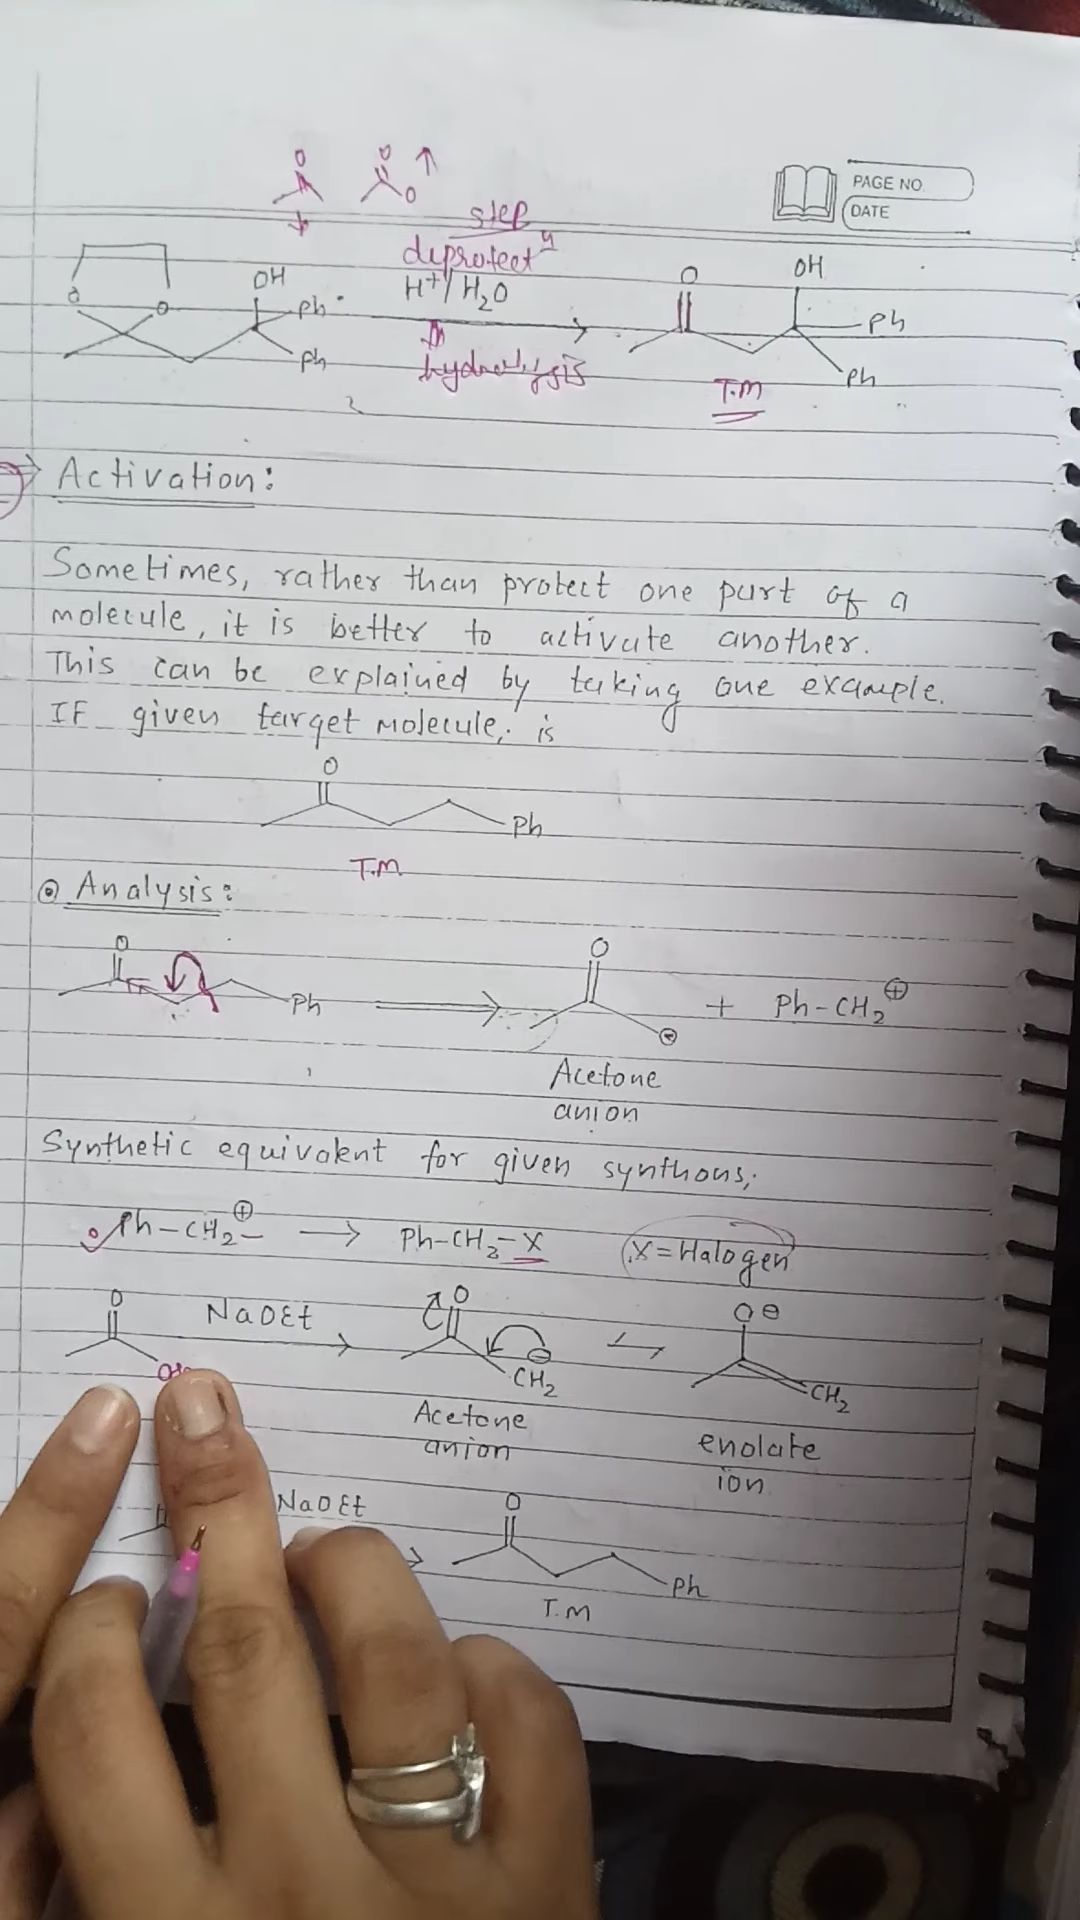 O O ↑
O
PAGE NO.
DATE
step
deprotectⁿ
O O OH Ph Ph H⁺/H₂O O OH Ph Ph
hydrolysis
T.M
Activation:
Sometimes, rather than protect one part of a
molecule, it is better to activate another.
This can be explained by taking one example.
If given target molecule, is
O
Ph
T.M.
Analysis:
O Ph O ⊖ + Ph-CH₂⊕
Acetone
anion
Synthetic equivalent for given synthons;
Ph-CH₂⊕ → Ph-CH₂-X (X=Halogen)
O NaOEt O ⊖ CH₂ O⊖ CH₂
Acetone
anion
enolate
ion
NaOEt O Ph
T.M